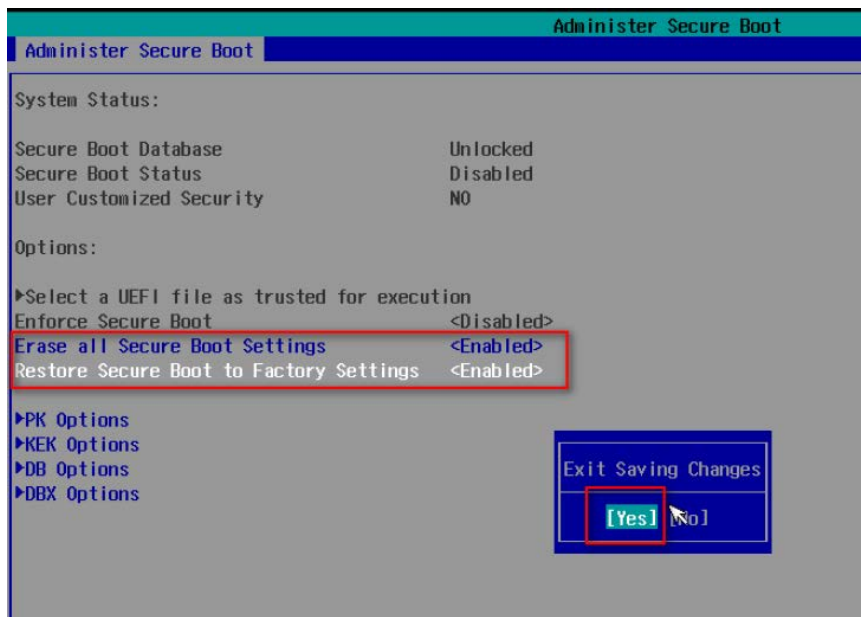 Administer Secure Boot
Administer Secure Boot
System Status:
Secure Boot Database Unlocked
Secure Boot Status Disabled
User Customized Security NO
Options:
▶Select a UEFI file as trusted for execution
Enforce Secure Boot <Disabled>
Erase all Secure Boot Settings <Enabled>
Restore Secure Boot to Factory Settings <Enabled>
▶PK Options
▶KEK Options
▶DB Options
▶DBX Options
Exit Saving Changes
[Yes] [No]